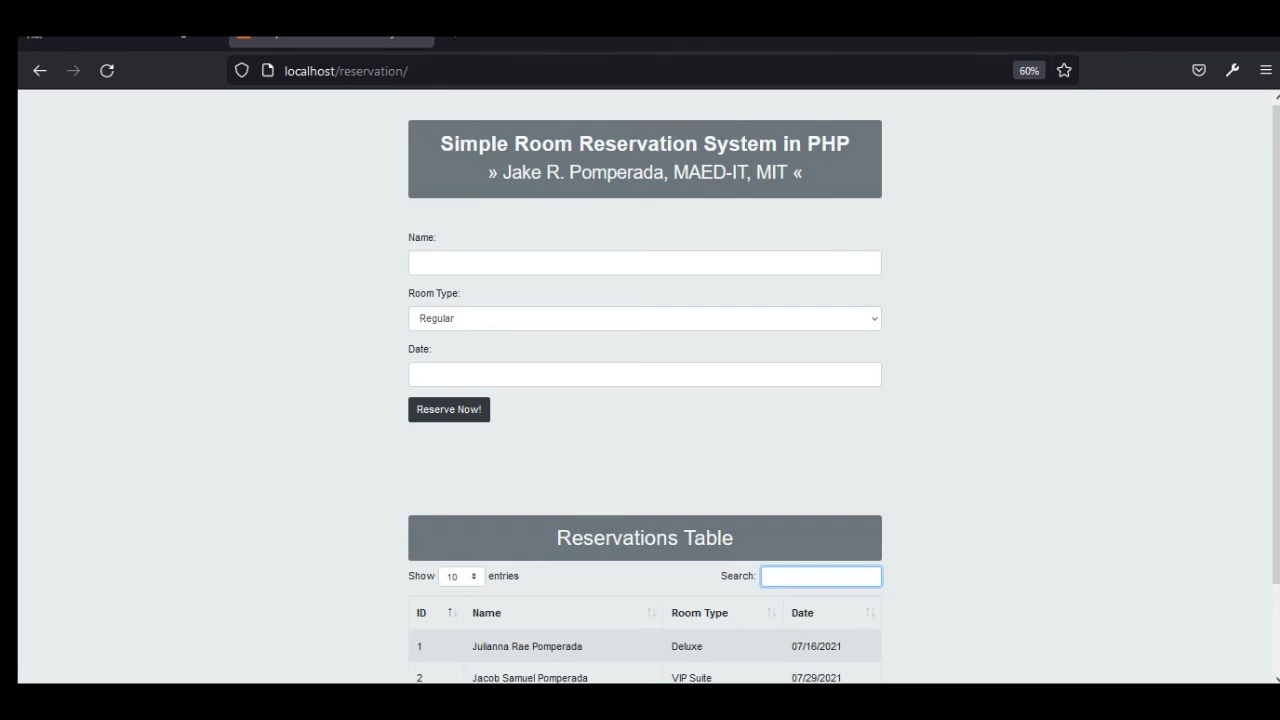 localhost/reservation/
60%
Simple Room Reservation System in PHP
» Jake R. Pomperada, MAED-IT, MIT «
Name:
Room Type:
Regular
Date:
Reserve Now!
Reservations Table
Show 10 entries Search:
ID Name Room Type Date
1 Julianna Rae Pomperada Deluxe 07/16/2021
2 Jacob Samuel Pomperada VIP Suite 07/29/2021